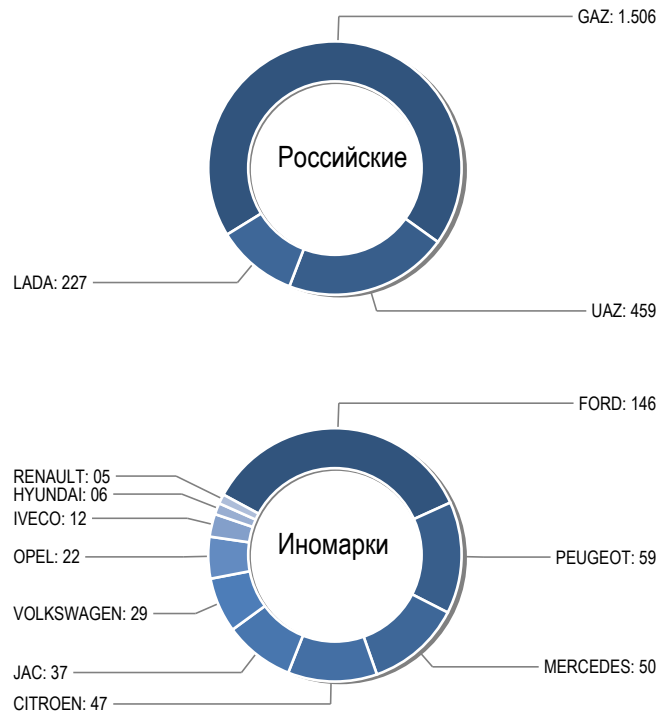 GAZ: 1.506
Российские
LADA: 227
UAZ: 459
FORD: 146
RENAULT: 05
HYUNDAI: 06
IVECO: 12
Иномарки
OPEL: 22
PEUGEOT: 59
VOLKSWAGEN: 29
JAC: 37
MERCEDES: 50
CITROEN: 47